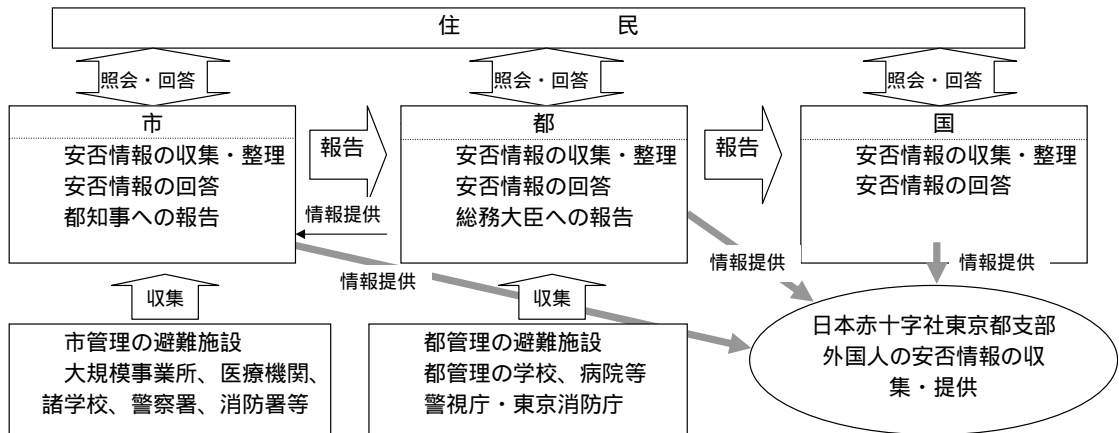 住　　　　民
照会・回答
照会・回答
照会・回答
市
安否情報の収集・整理
安否情報の回答
都知事への報告
報告
都
安否情報の収集・整理
安否情報の回答
総務大臣への報告
報告
国
安否情報の収集・整理
安否情報の回答
情報提供
情報提供
情報提供
情報提供
収集
収集
市管理の避難施設
大規模事業所、医療機関、
諸学校、警察署、消防署等
都管理の避難施設
都管理の学校、病院等
警視庁・東京消防庁
日本赤十字社東京都支部
外国人の安否情報の収
集・提供